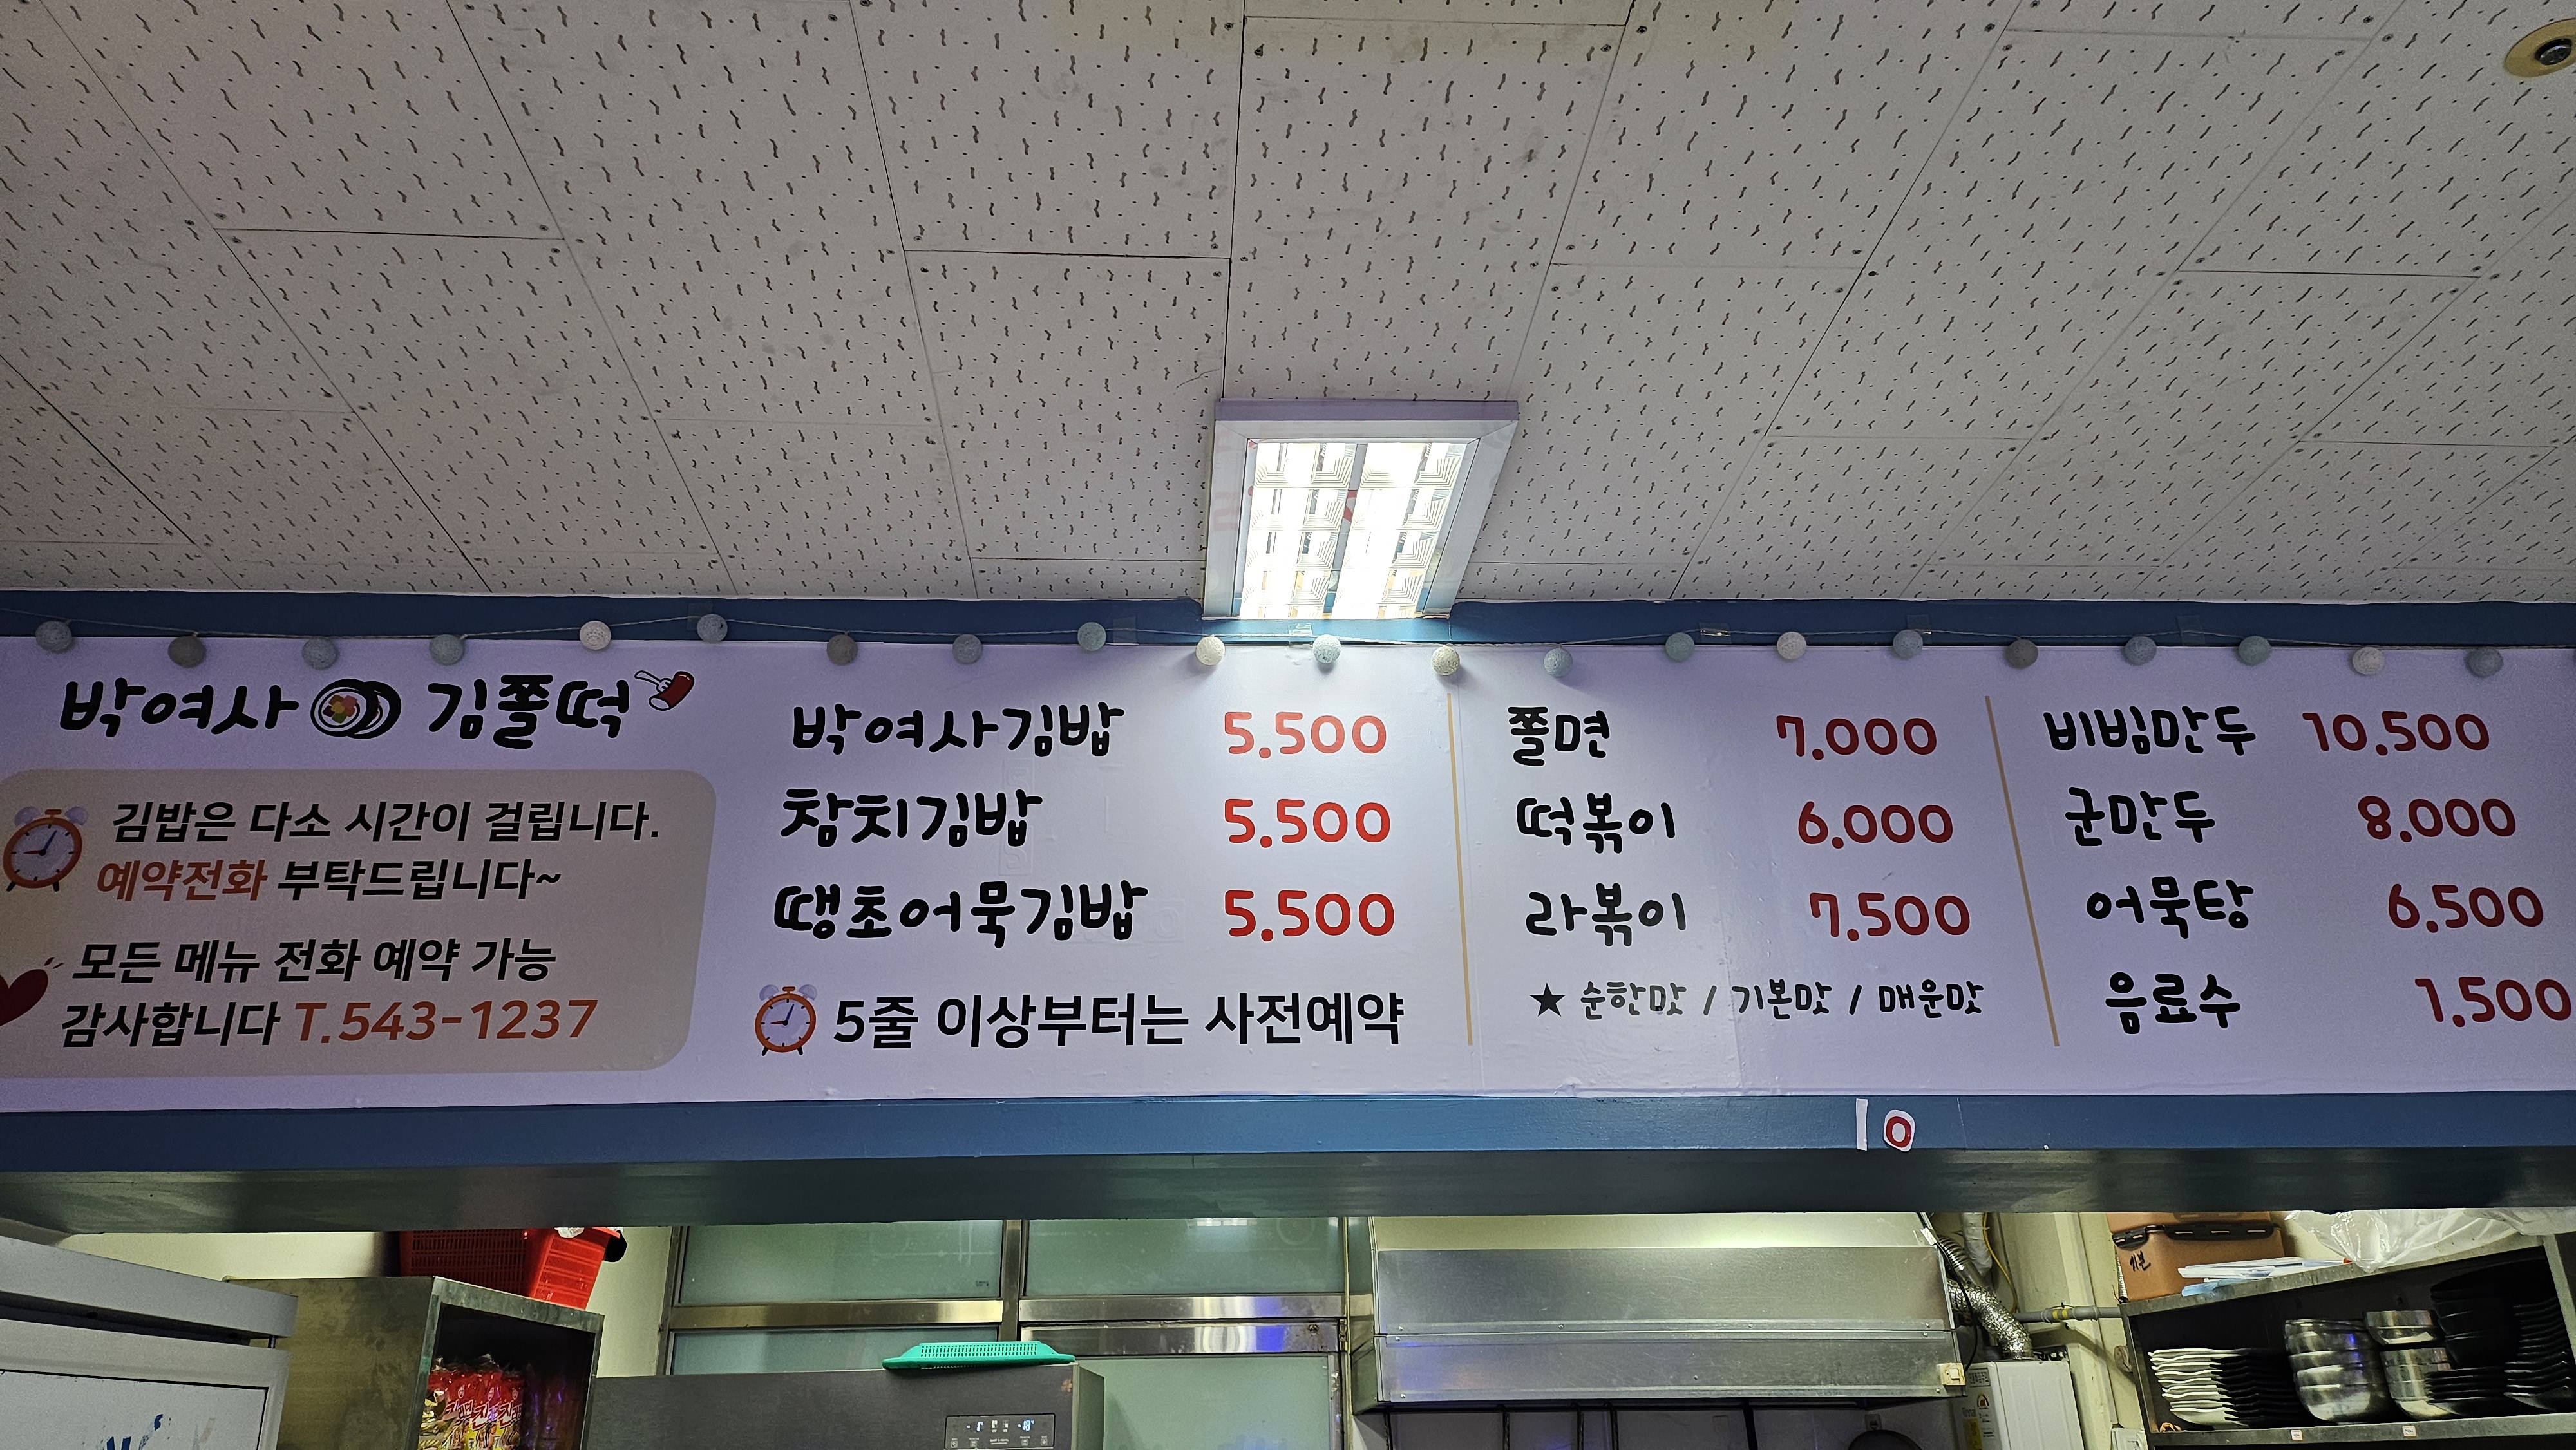 박여사 김쫄떡
김밥은 다소 시간이 걸립니다.
예약전화 부탁드립니다~
모든 메뉴 전화 예약 가능
감사합니다 T.543-1237
박여사김밥 5.500
참치김밥 5.500
땡초어묵김밥 5.500
5줄 이상부터는 사전예약
쫄면 7.000
떡볶이 6.000
라볶이 7.500
★ 순한맛 / 기본맛 / 매운맛
비빔만두 10.500
군만두 8.000
어묵탕 6.500
음료수 1.500
0
기본